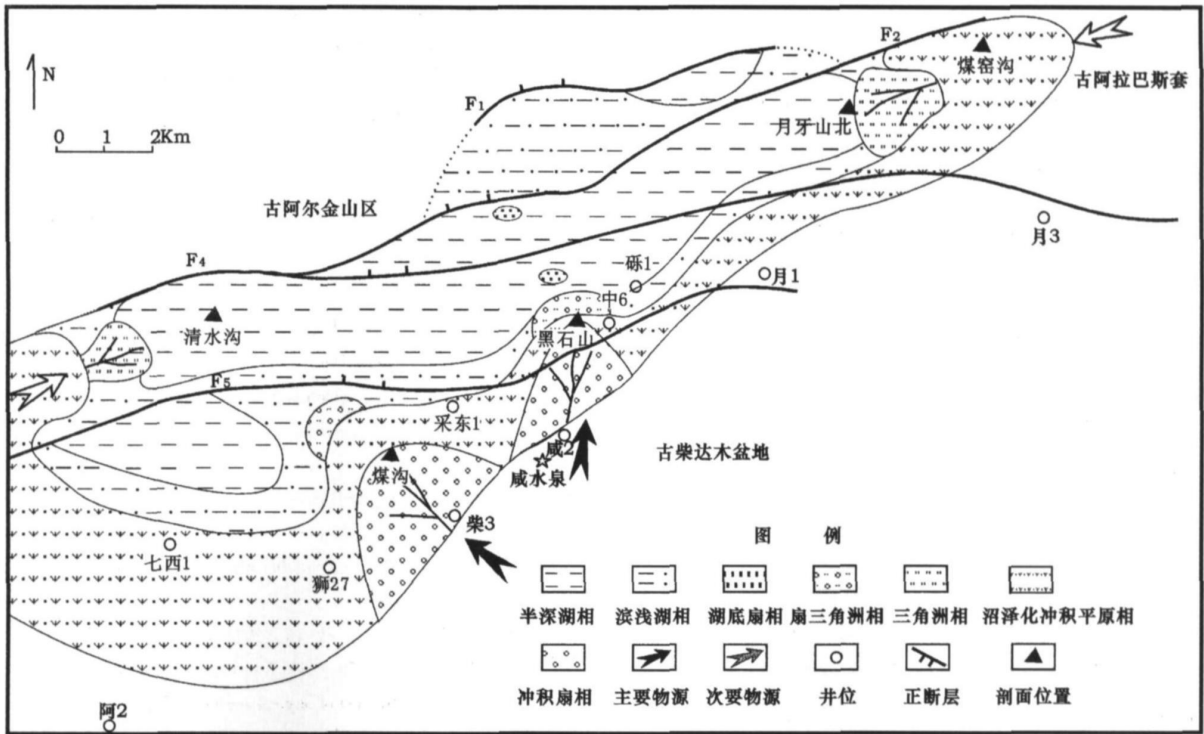 F₂
煤窑沟
N
古阿拉巴斯套
F₁
月牙山北
0 1 2Km
古阿尔金山区
月3
F₄
砾1
月1
中6
清水沟
黑石山
F₅
采东1
咸2
古柴达木盆地
煤沟
咸水泉
柴3
七西1
狮27
阿2
图 例
半深湖相 滨浅湖相 湖底扇相 扇三角洲相 三角洲相 沼泽化冲积平原相
冲积扇相 主要物源 次要物源 井位 正断层 剖面位置